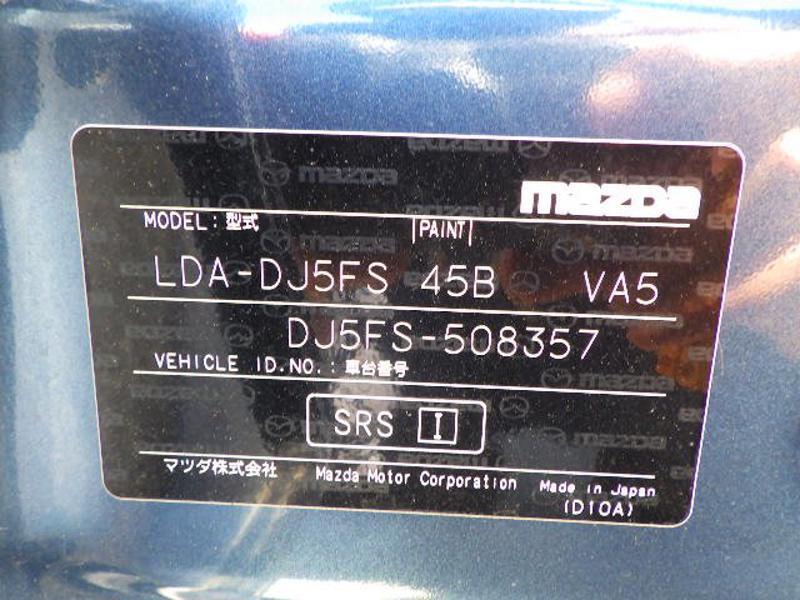 mazda
MODEL: 型式 PAINT
LDA-DJ5FS 45B VA5
DJ5FS-508357
VEHICLE ID.NO.: 車台番号
SRS I
マツダ株式会社 Mazda Motor Corporation Made in Japan
(D10A)